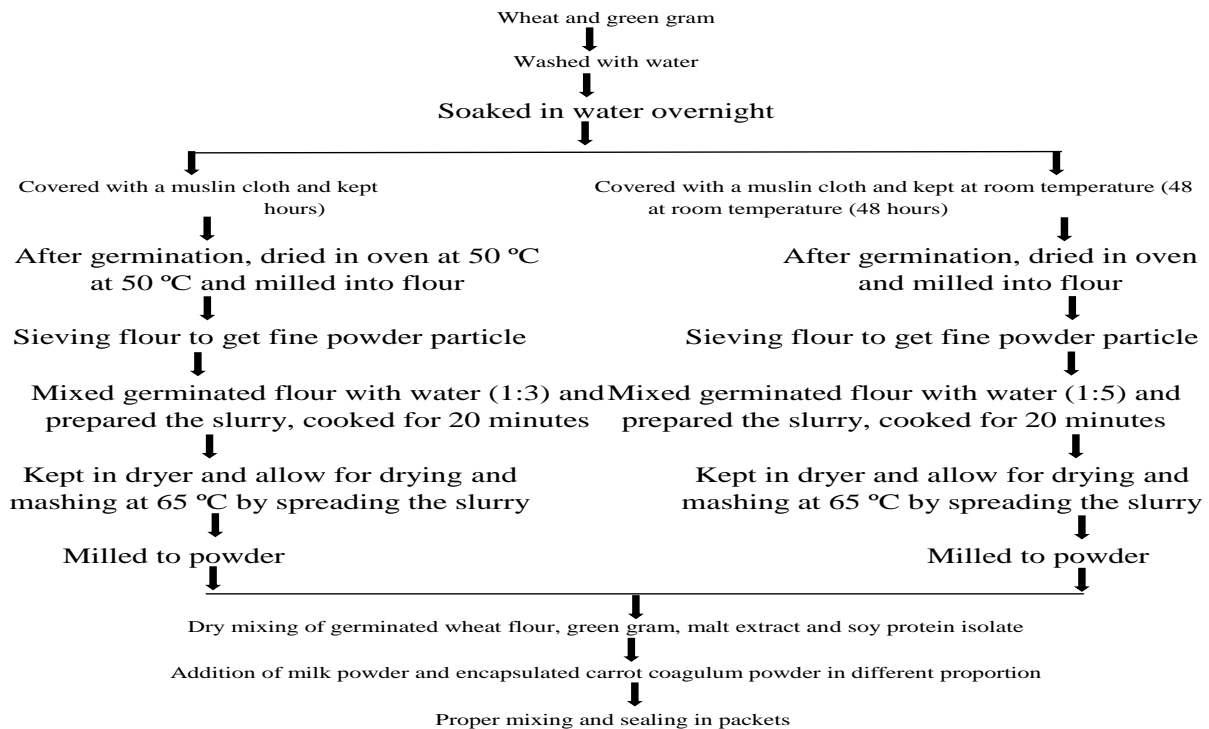 Wheat and green gram
Washed with water
Soaked in water overnight
Covered with a muslin cloth and kept
hours)
Covered with a muslin cloth and kept at room temperature (48
at room temperature (48 hours)
After germination, dried in oven at 50 ºC
at 50 ºC and milled into flour
After germination, dried in oven
and milled into flour
Sieving flour to get fine powder particle
Sieving flour to get fine powder particle
Mixed germinated flour with water (1:3) and
prepared the slurry, cooked for 20 minutes
Mixed germinated flour with water (1:5) and
prepared the slurry, cooked for 20 minutes
Kept in dryer and allow for drying and
mashing at 65 ºC by spreading the slurry
Kept in dryer and allow for drying and
mashing at 65 ºC by spreading the slurry
Milled to powder
Milled to powder
Dry mixing of germinated wheat flour, green gram, malt extract and soy protein isolate
Addition of milk powder and encapsulated carrot coagulum powder in different proportion
Proper mixing and sealing in packets